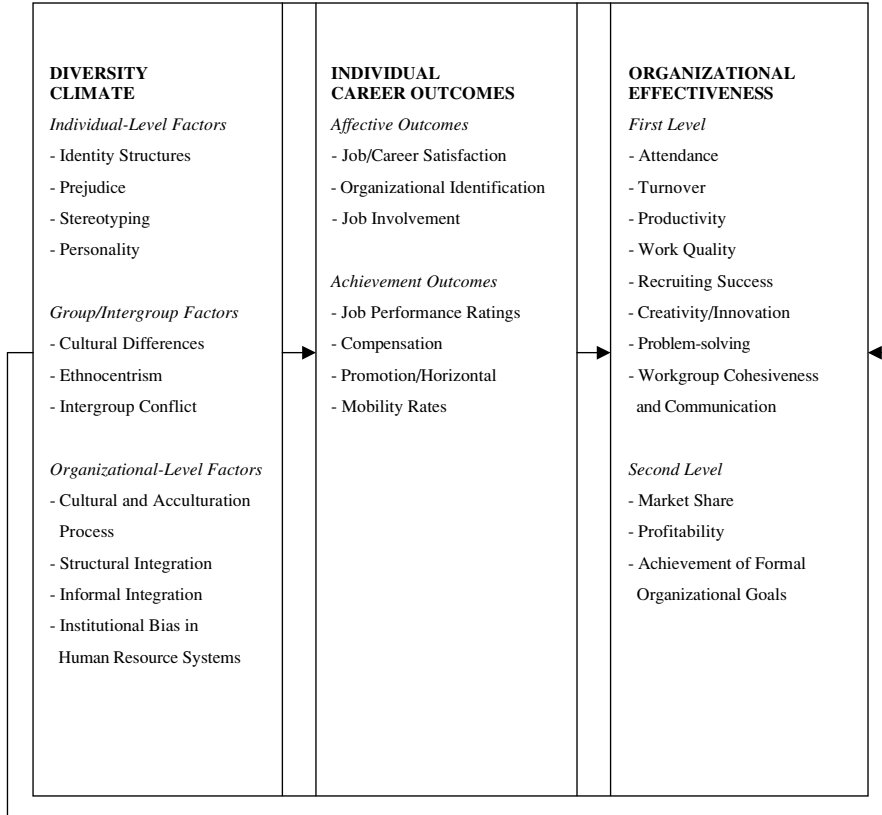 DIVERSITY
CLIMATE
Individual-Level Factors
- Identity Structures
- Prejudice
- Stereotyping
- Personality
Group/Intergroup Factors
- Cultural Differences
- Ethnocentrism
- Intergroup Conflict
Organizational-Level Factors
- Cultural and Acculturation
Process
- Structural Integration
- Informal Integration
- Institutional Bias in
Human Resource Systems
INDIVIDUAL
CAREER OUTCOMES
Affective Outcomes
- Job/Career Satisfaction
- Organizational Identification
- Job Involvement
Achievement Outcomes
- Job Performance Ratings
- Compensation
- Promotion/Horizontal
- Mobility Rates
ORGANIZATIONAL
EFFECTIVENESS
First Level
- Attendance
- Turnover
- Productivity
- Work Quality
- Recruiting Success
- Creativity/Innovation
- Problem-solving
- Workgroup Cohesiveness
and Communication
Second Level
- Market Share
- Profitability
- Achievement of Formal
Organizational Goals